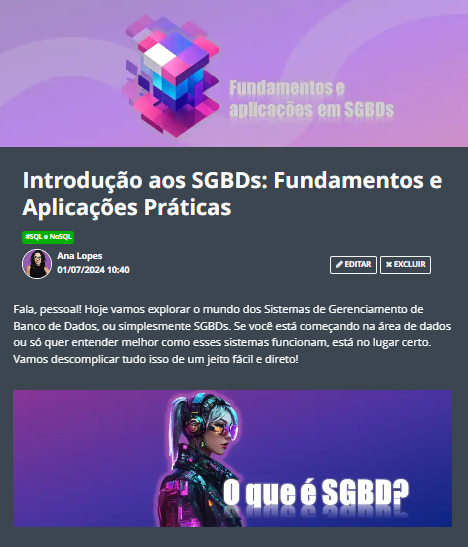 Fundamentos e
aplicações em SGBDs
Introdução aos SGBDs: Fundamentos e
Aplicações Práticas
#SQL e NoSQL
Ana Lopes
01/07/2024 10:40
EDITAR
EXCLUIR
Fala, pessoal! Hoje vamos explorar o mundo dos Sistemas de Gerenciamento de
Banco de Dados, ou simplesmente SGBDs. Se você está começando na área de dados
ou só quer entender melhor como esses sistemas funcionam, está no lugar certo.
Vamos descomplicar tudo isso de um jeito fácil e direto!
O que é SGBD?